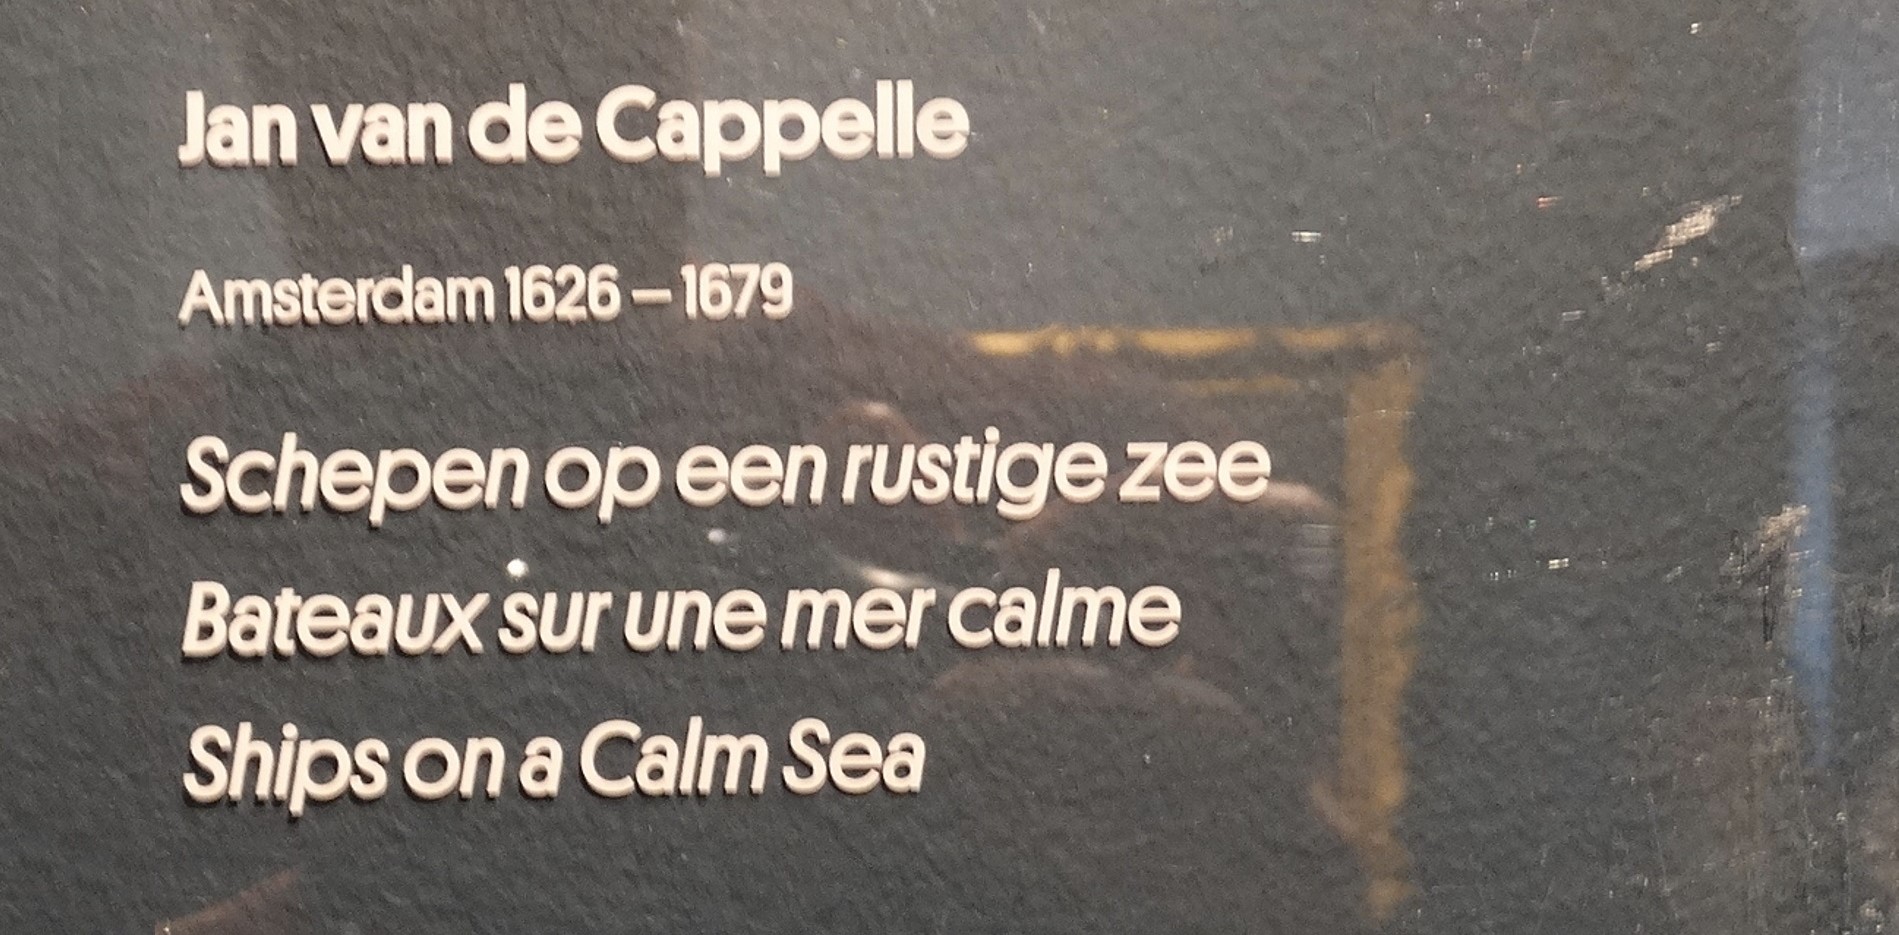 Jan van de Cappelle
Amsterdam 1626 – 1679
Schepen op een rustige zee
Bateaux sur une mer calme
Ships on a Calm Sea